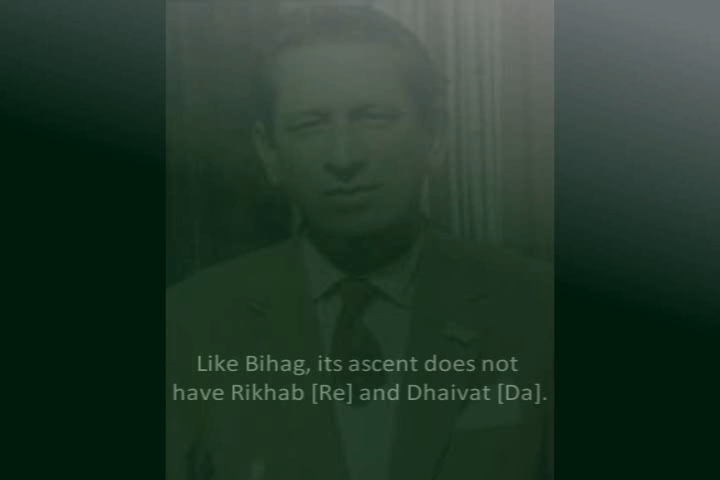 Like Bihag, its ascent does not
have Rikhab [Re] and Dhaivat [Da].